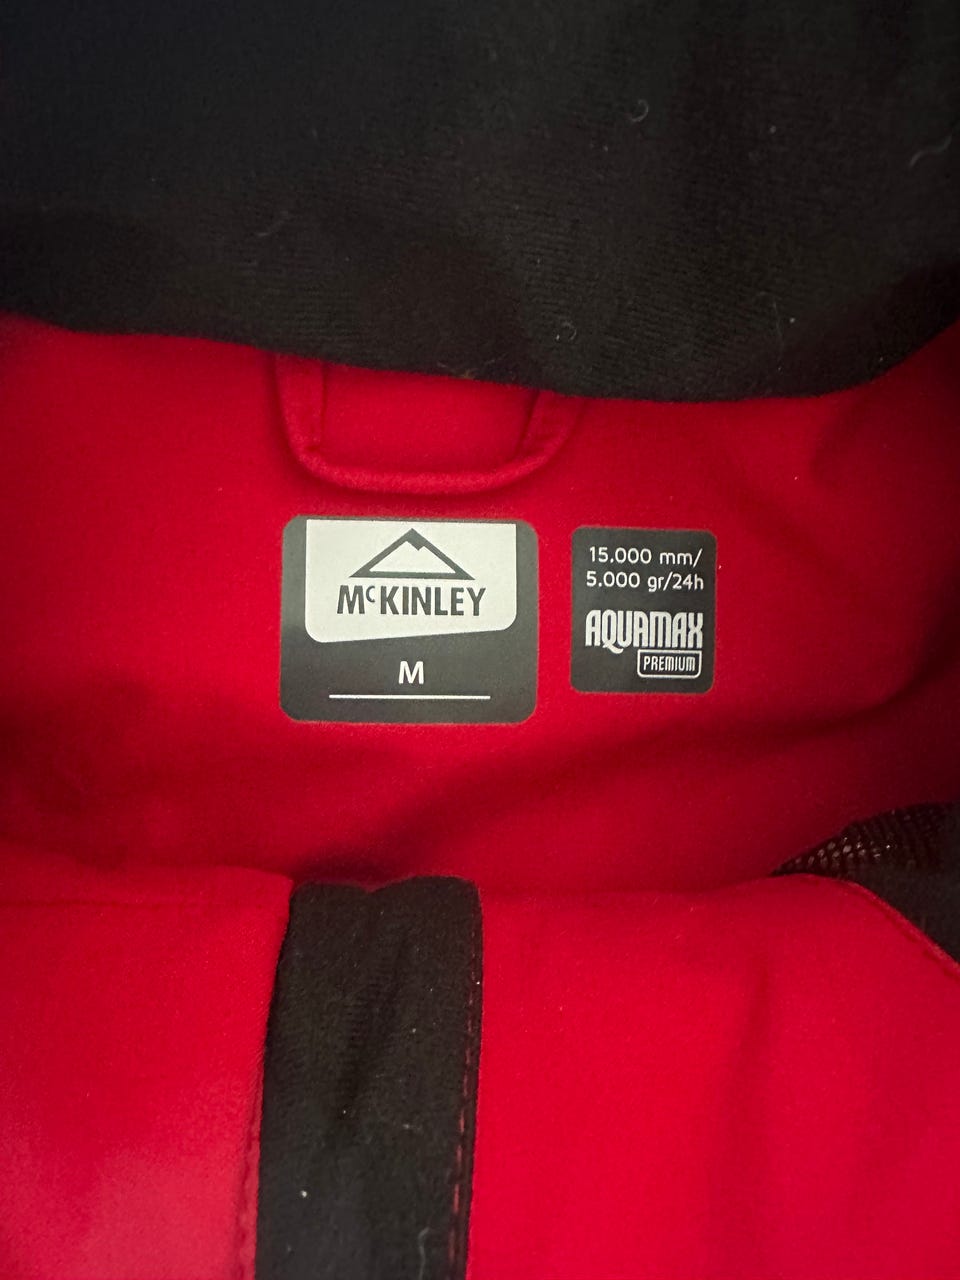 McKINLEY
M
15.000 mm/
5.000 gr/24h
AQUAMAX
PREMIUM